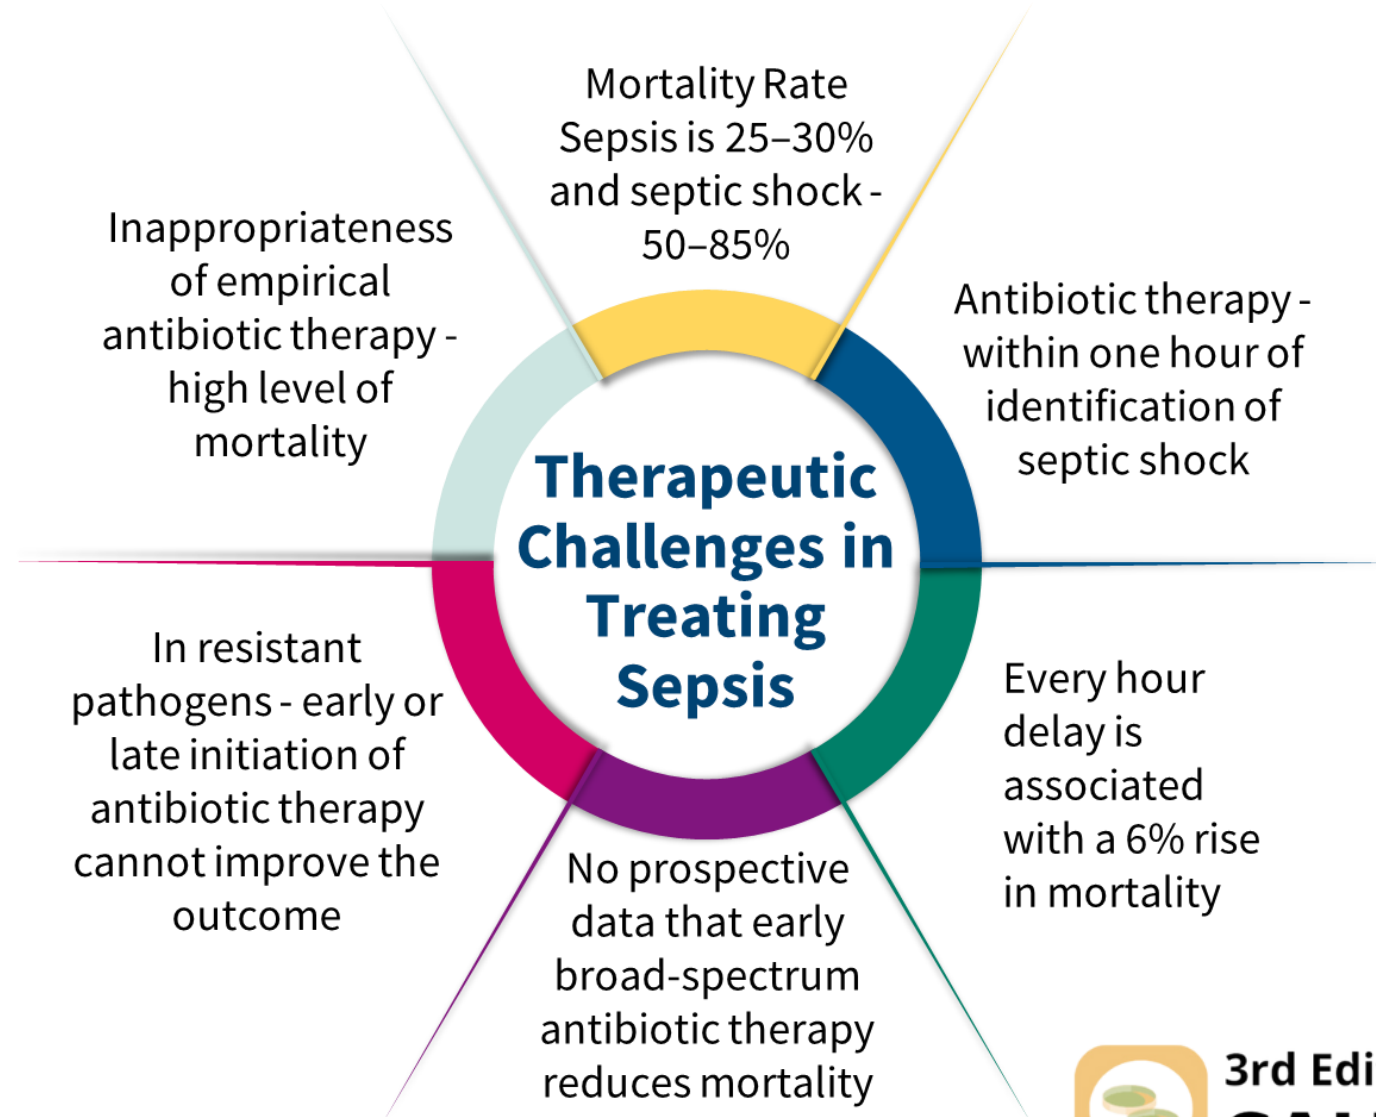 Mortality Rate
Sepsis is 25–30%
and septic shock -
50–85%
Antibiotic therapy -
within one hour of
identification of
septic shock
Every hour
delay is
associated
with a 6% rise
in mortality
No prospective
data that early
broad-spectrum
antibiotic therapy
reduces mortality
In resistant
pathogens - early or
late initiation of
antibiotic therapy
cannot improve the
outcome
Inappropriateness
of empirical
antibiotic therapy -
high level of
mortality
Therapeutic
Challenges in
Treating
Sepsis
3rd Edi